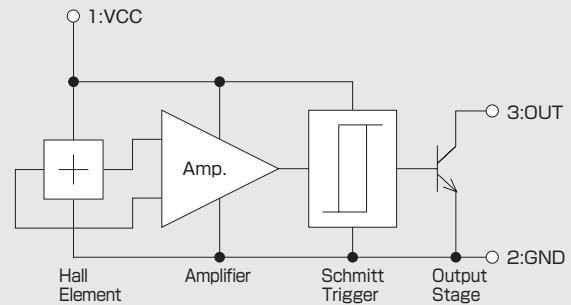 1:VCC
3:OUT
Amp.
2:GND
Hall
Element
Amplifier
Schmitt
Trigger
Output
Stage